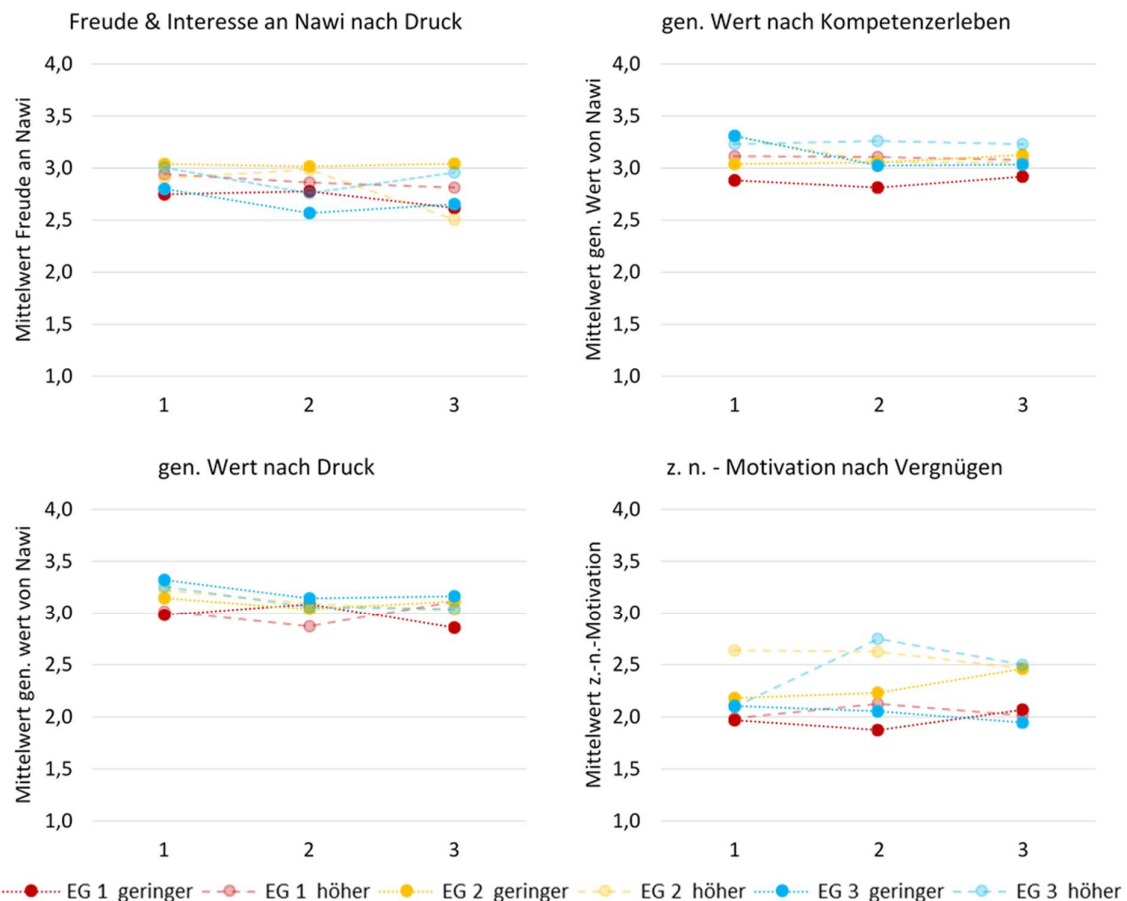 Freude & Interesse an Nawi nach Druck
Mittelwert Freude an Nawi
4,0
3,5
3,0
2,5
2,0
1,5
1,0
1 2 3
gen. Wert nach Kompetenzerleben
Mittelwert gen. Wert von Nawi
4,0
3,5
3,0
2,5
2,0
1,5
1,0
1 2 3
gen. Wert nach Druck
Mittelwert gen. wert von Nawi
4,0
3,5
3,0
2,5
2,0
1,5
1,0
1 2 3
z. n. - Motivation nach Vergnügen
Mittelwert z.-n.-Motivation
4,0
3,5
3,0
2,5
2,0
1,5
1,0
1 2 3
EG 1 geringer EG 1 höher EG 2 geringer EG 2 höher EG 3 geringer EG 3 höher